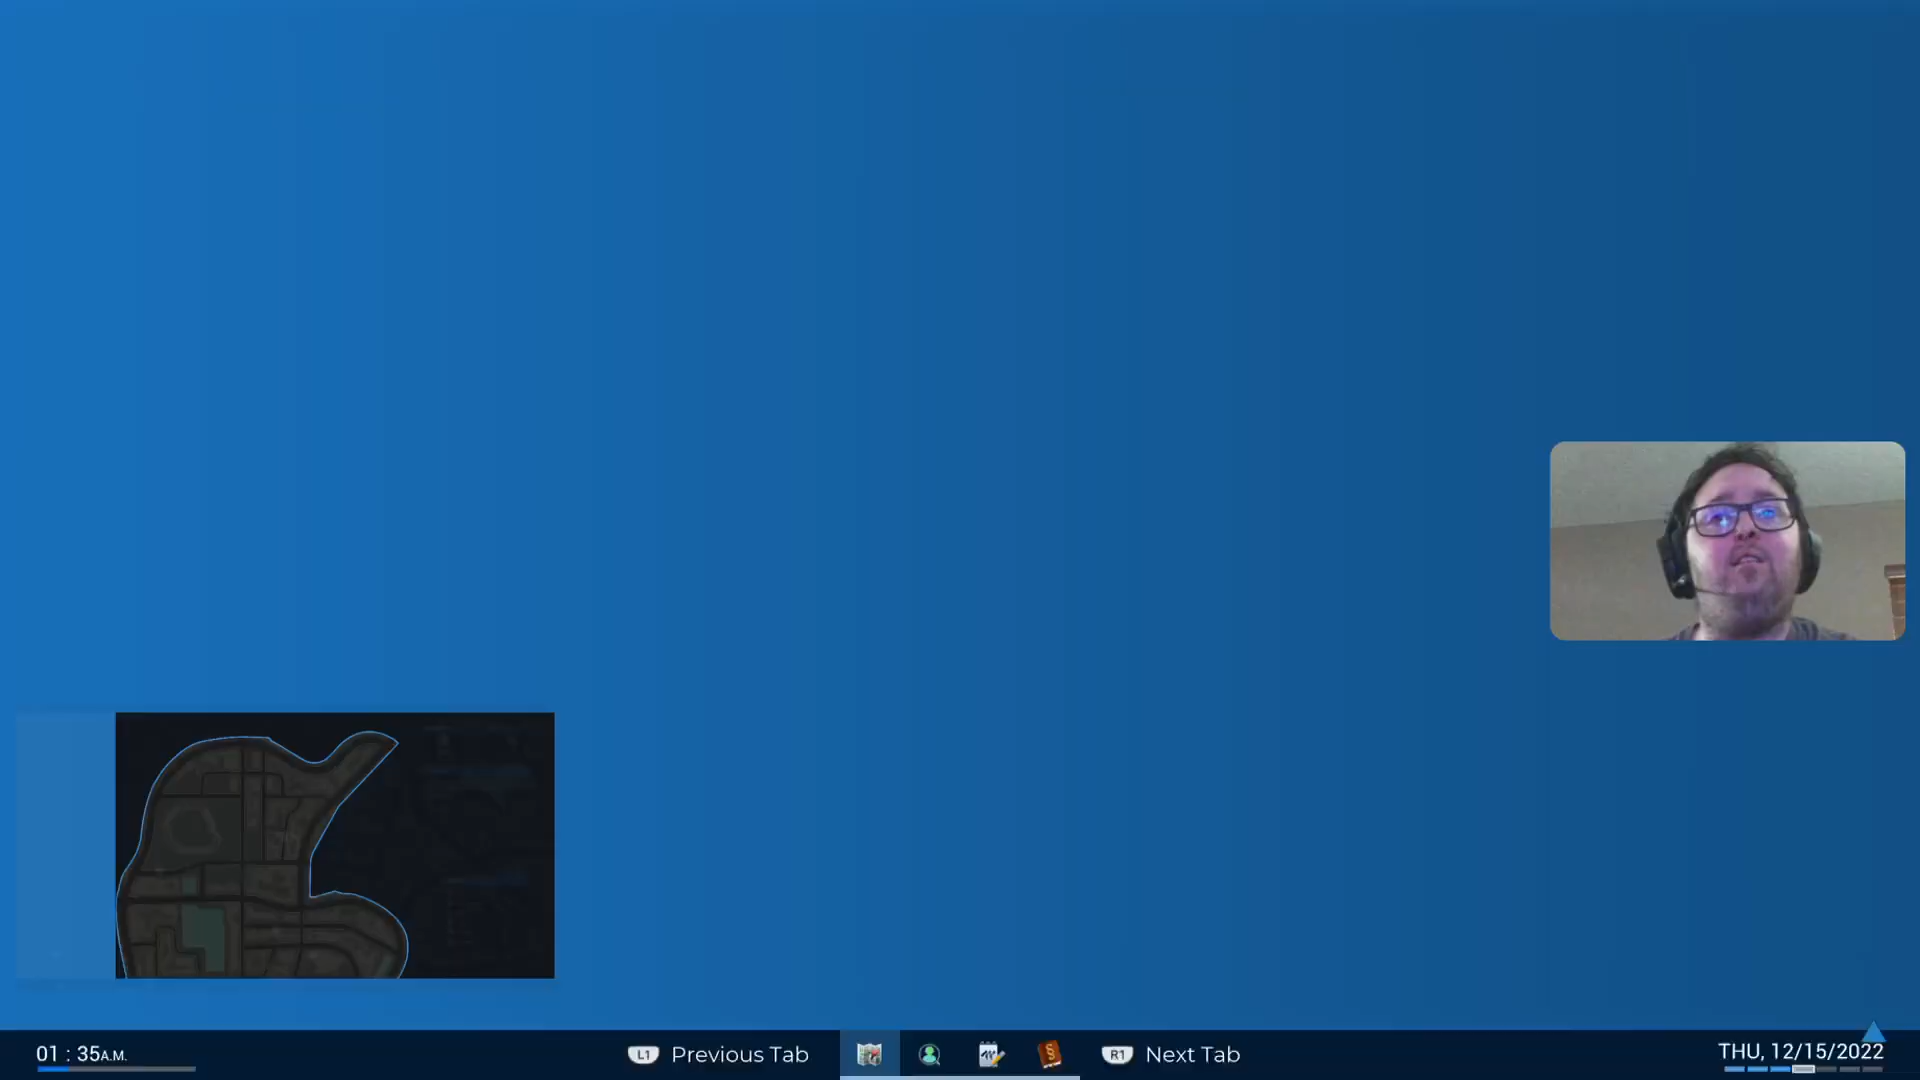 01 : 35A.M.
L1 Previous Tab
R1 Next Tab
THU, 12/15/2022